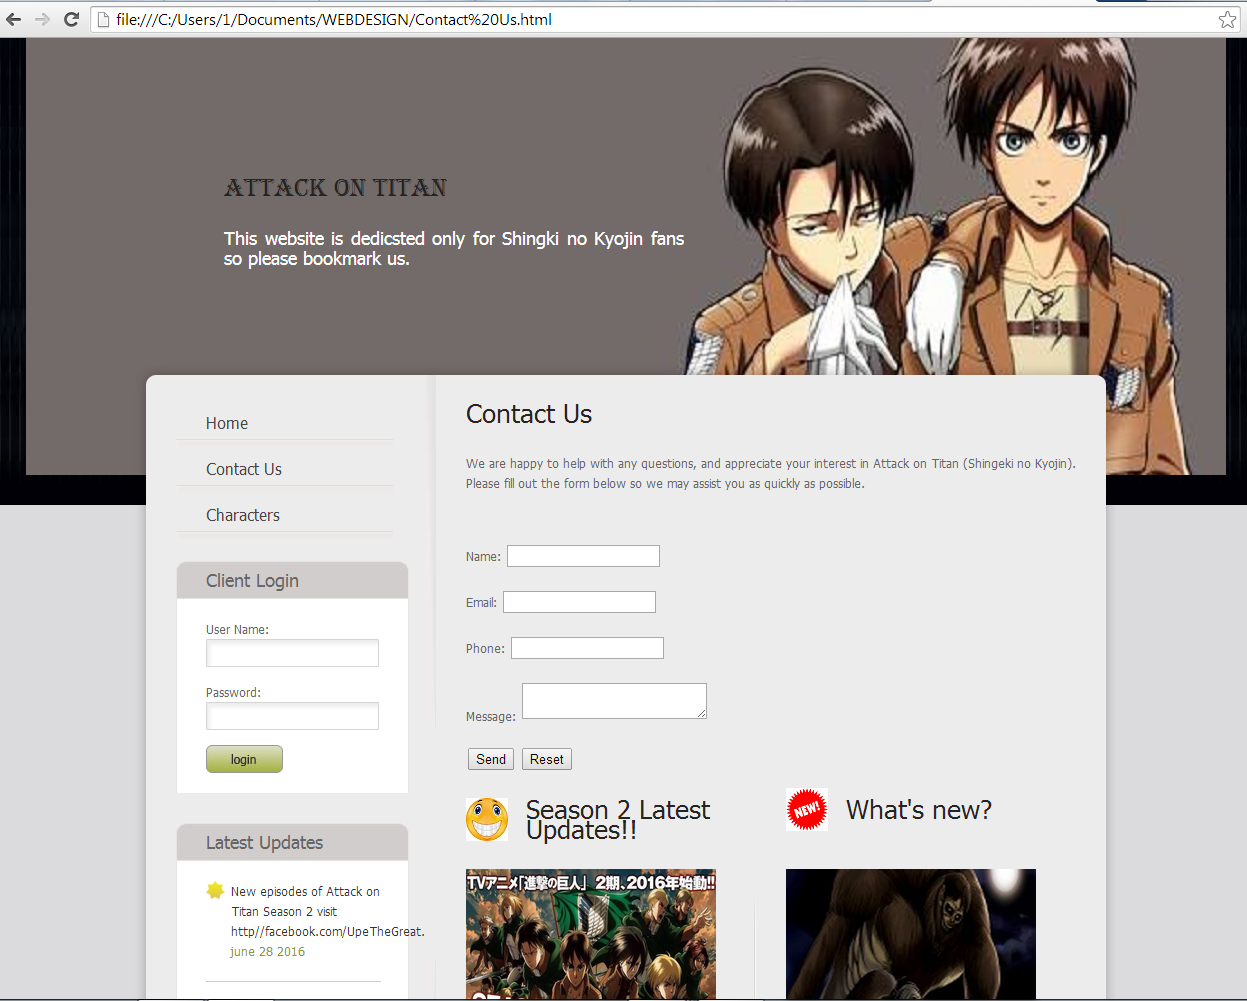 file:///C:/Users/1/Documents/WEBDESIGN/Contact%20Us.html
ATTACK ON TITAN
This website is dedicsted only for Shingki no Kyojin fans
so please bookmark us.
Home
Contact Us
Characters
Client Login
User Name:
Password:
login
Latest Updates
New episodes of Attack on
Titan Season 2 visit
http//facebook.com/UpeTheGreat.
june 28 2016
Contact Us
We are happy to help with any questions, and appreciate your interest in Attack on Titan (Shingeki no Kyojin).
Please fill out the form below so we may assist you as quickly as possible.
Name:
Email:
Phone:
Message:
Send Reset
Season 2 Latest
Updates!!
NEW!
What's new?
TVアニメ「進撃の巨人」 2期、2016年始動!!